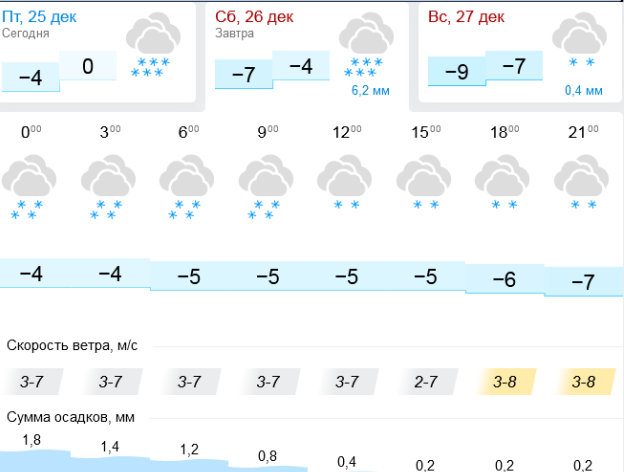 Пт, 25 дек
Сегодня
−4
0
Сб, 26 дек
Завтра
−7
−4
6,2 мм
Вс, 27 дек
−9
−7
0,4 мм
0⁰⁰ 3⁰⁰ 6⁰⁰ 9⁰⁰ 12⁰⁰ 15⁰⁰ 18⁰⁰ 21⁰⁰
−4 −4 −5 −5 −5 −5 −6 −7
Скорость ветра, м/с
3-7 3-7 3-7 3-7 3-7 2-7 3-8 3-8
Сумма осадков, мм
1,8 1,4 1,2 0,8 0,4 0,2 0,2 0,2